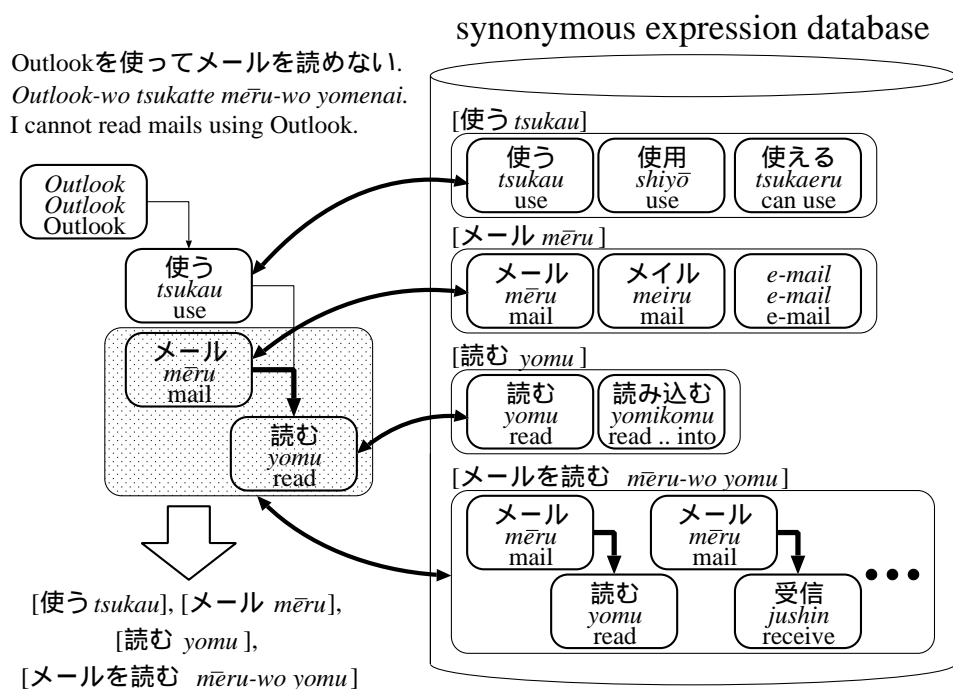 synonymous expression database
Outlookを使ってメールを読めない.
Outlook-wo tsukatte mēru-wo yomenai.
I cannot read mails using Outlook.
Outlook
Outlook
Outlook
使う
tsukau
use
メール
mēru
mail
読む
yomu
read
[使う tsukau], [メール mēru],
[読む yomu ],
[メールを読む mēru-wo yomu]
[使う tsukau]
使う
tsukau
use
使用
shiyō
use
使える
tsukaeru
can use
[メール mēru ]
メール
mēru
mail
メイル
meiru
mail
e-mail
e-mail
e-mail
[読む yomu ]
読む
yomu
read
読み込む
yomikomu
read .. into
[メールを読む mēru-wo yomu]
メール
mēru
mail
読む
yomu
read
メール
mēru
mail
受信
jushin
receive
•••